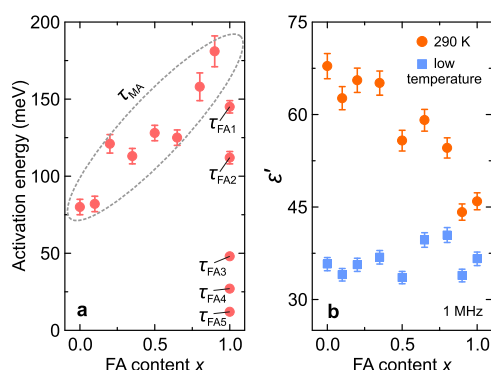 200
150
100
50
0
Activation energy (meV)
τMA
τFA1
τFA2
τFA3
τFA4
τFA5
a
0.0 0.5 1.0
FA content x
75
60
45
30
ε′
290 K
low
temperature
b
1 MHz
0.0 0.5 1.0
FA content x